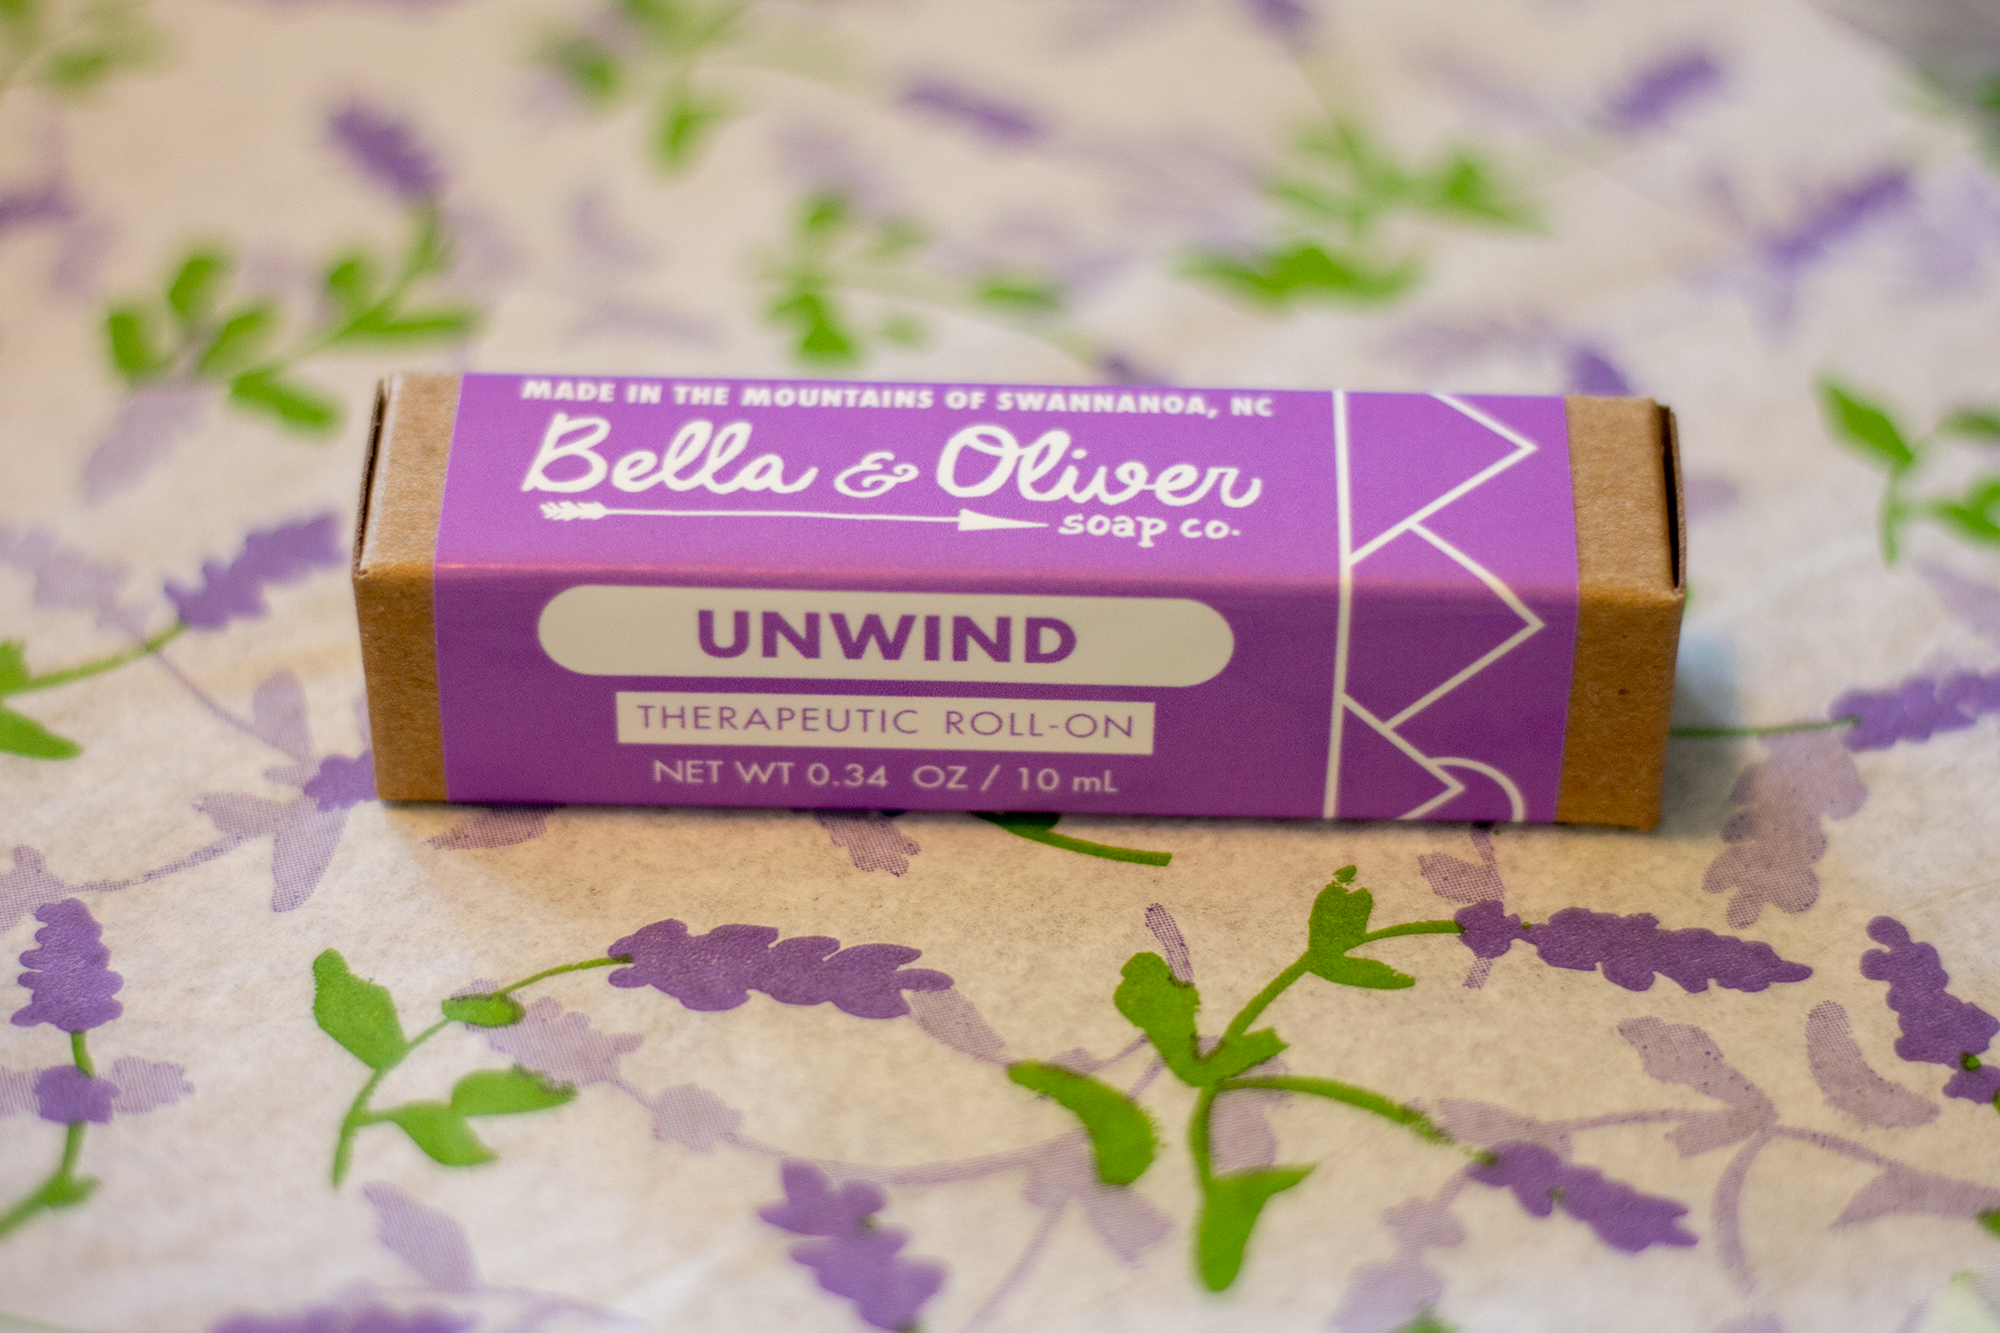 MADE IN THE MOUNTAINS OF SWANNANOA, NC
Bella & Oliver
soap co.
UNWIND
THERAPEUTIC ROLL-ON
NET WT 0.34 OZ / 10 mL